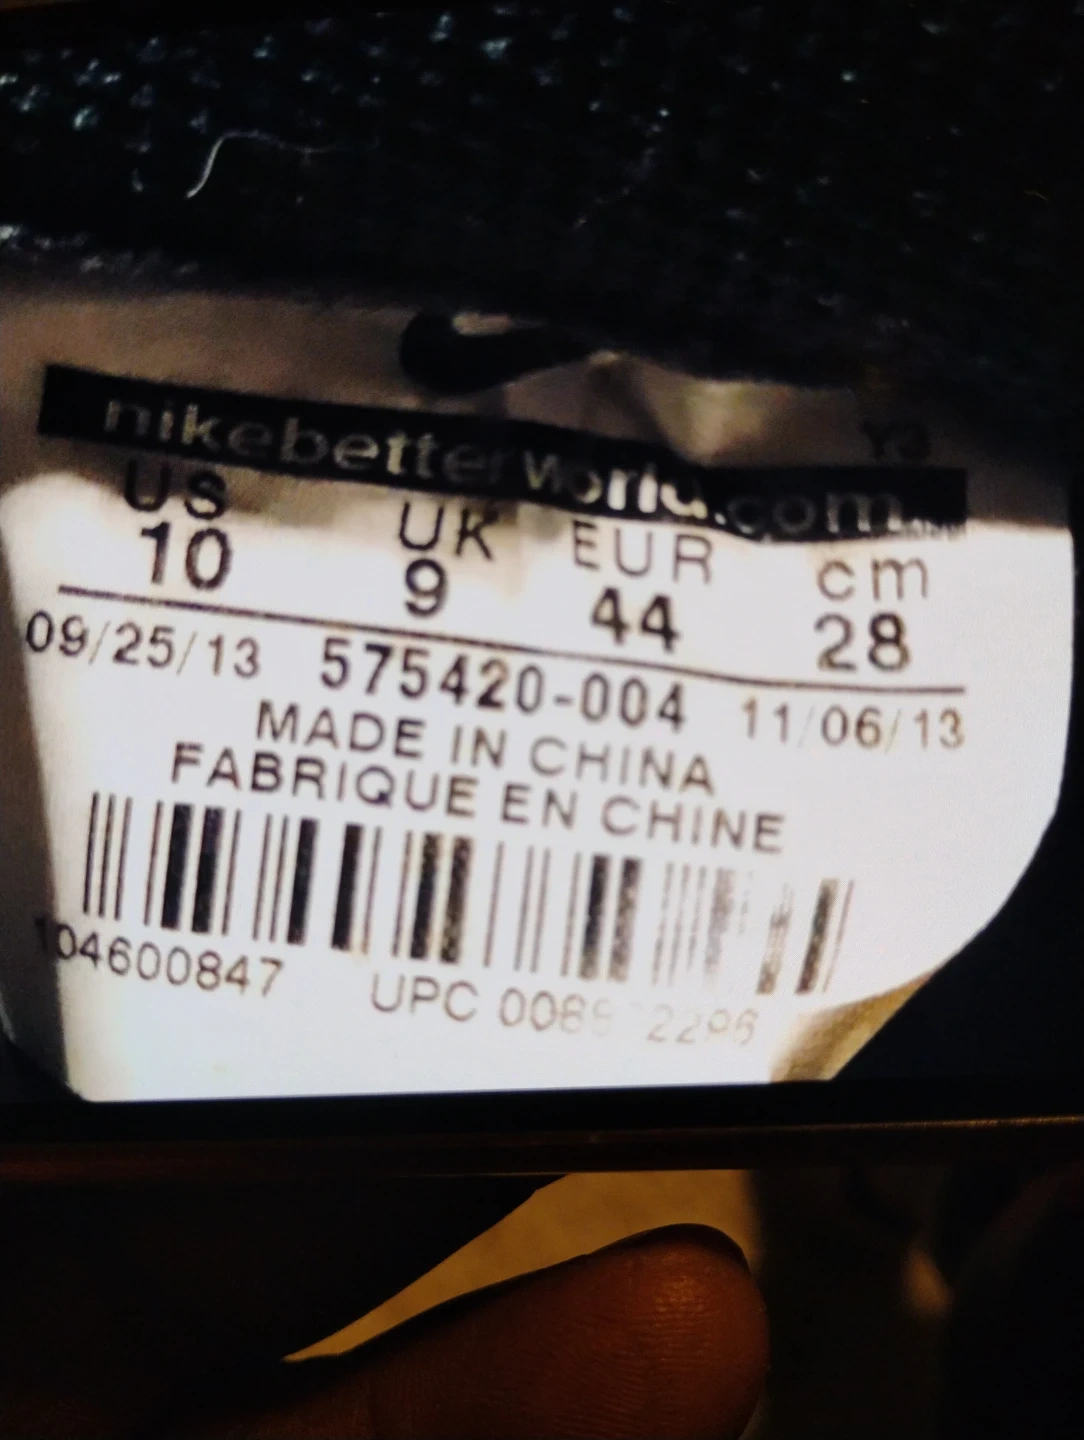 nikebetterworld.com
US UK EUR cm
10 9 44 28
09/25/13 575420-004 11/06/13
MADE IN CHINA
FABRIQUE EN CHINE
104600847 UPC